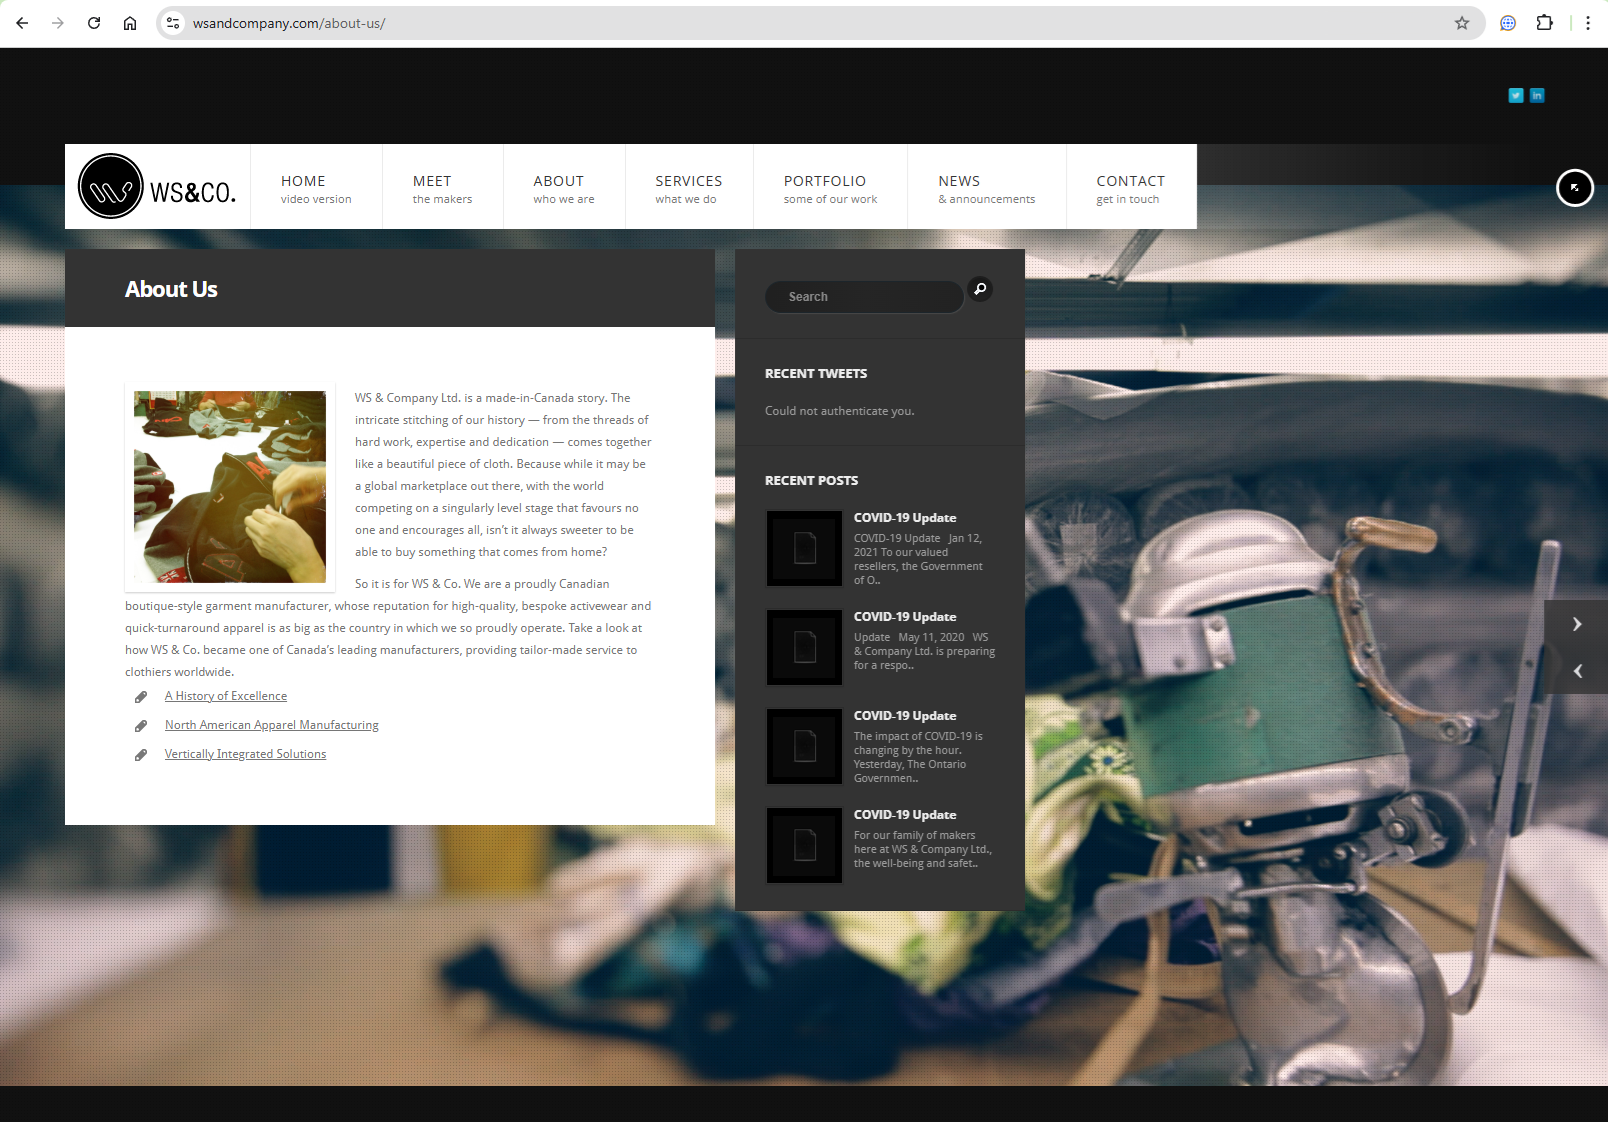 wsandcompany.com/about-us/
WS&CO.
HOME
video version
MEET
the makers
ABOUT
who we are
SERVICES
what we do
PORTFOLIO
some of our work
NEWS
& announcements
CONTACT
get in touch
About Us
WS & Company Ltd. is a made-in-Canada story. The
intricate stitching of our history — from the threads of
hard work, expertise and dedication — comes together
like a beautiful piece of cloth. Because while it may be
a global marketplace out there, with the world
competing on a singularly level stage that favours no
one and encourages all, isn’t it always sweeter to be
able to buy something that comes from home?
So it is for WS & Co. We are a proudly Canadian
boutique-style garment manufacturer, whose reputation for high-quality, bespoke activewear and
quick-turnaround apparel is as big as the country in which we so proudly operate. Take a look at
how WS & Co. became one of Canada’s leading manufacturers, providing tailor-made service to
clothiers worldwide.
A History of Excellence
North American Apparel Manufacturing
Vertically Integrated Solutions
Search
RECENT TWEETS
Could not authenticate you.
RECENT POSTS
COVID-19 Update
COVID-19 Update Jan 12,
2021 To our valued
resellers, the Government
of O..
COVID-19 Update
Update May 11, 2020 WS
& Company Ltd. is preparing
for a respo..
COVID-19 Update
The impact of COVID-19 is
changing by the hour.
Yesterday, The Ontario
Governmen..
COVID-19 Update
For our family of makers
here at WS & Company Ltd.,
the well-being and safet..